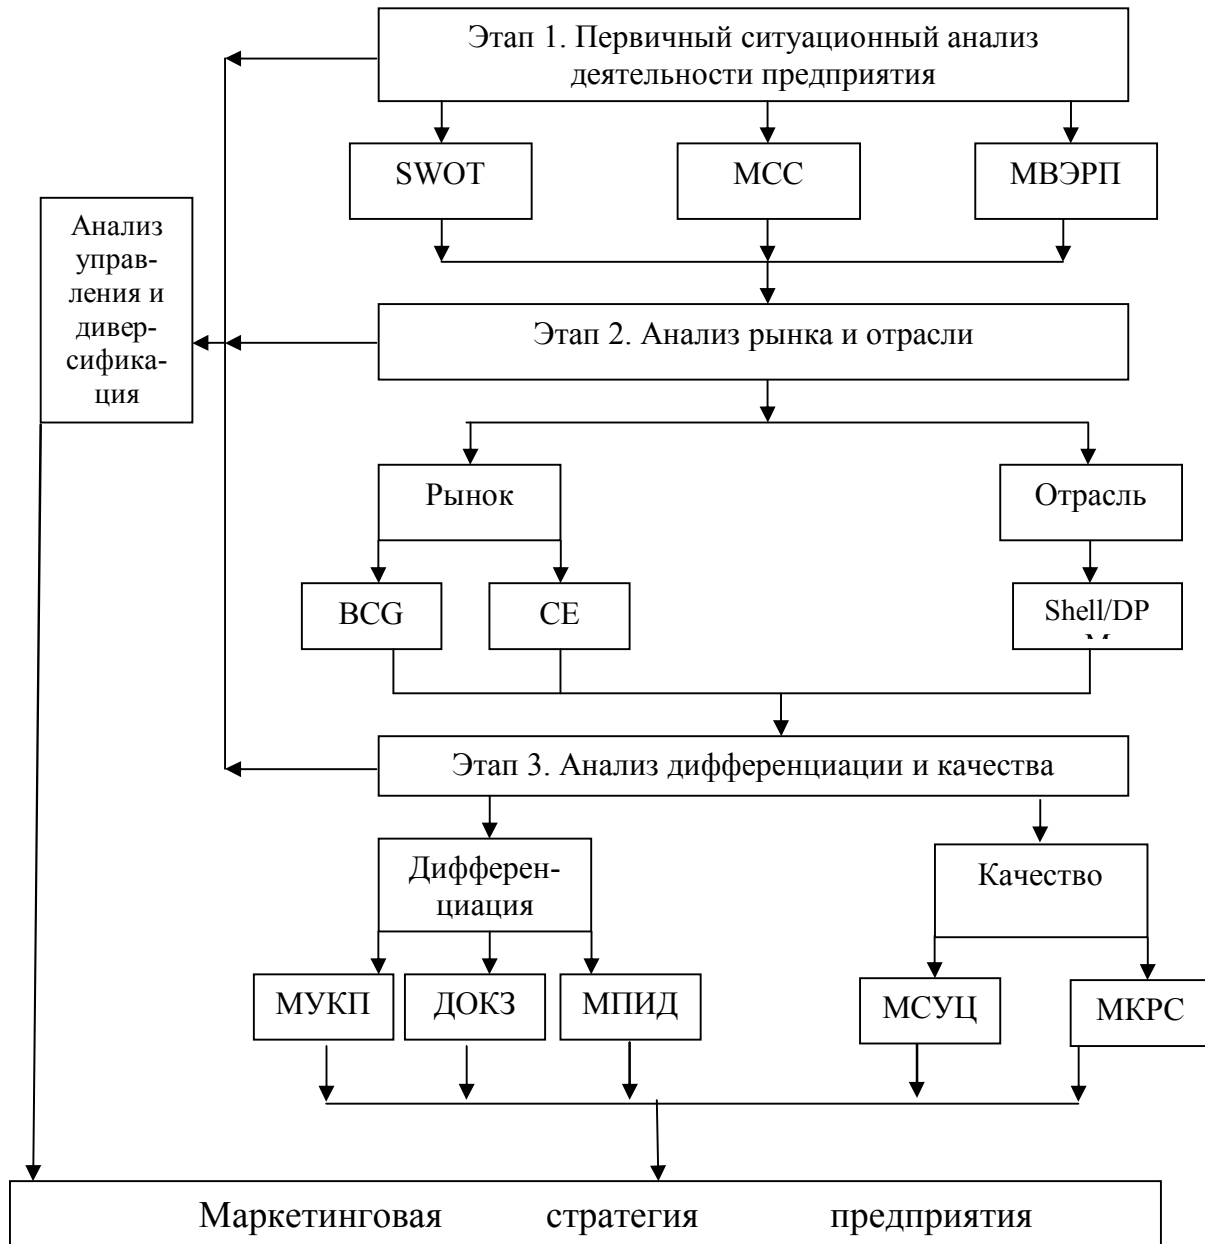 Этап 1. Первичный ситуационный анализ
деятельности предприятия
SWOT
МСС
МВЭРП
Анализ
управ-
ления и
дивер-
сифика-
ция
Этап 2. Анализ рынка и отрасли
Рынок
Отрасль
BCG
СЕ
Shell/DP
Этап 3. Анализ дифференциации и качества
Дифферен-
циация
Качество
МУКП
ДОКЗ
МПИД
МСУЦ
МКРС
Маркетинговая стратегия предприятия